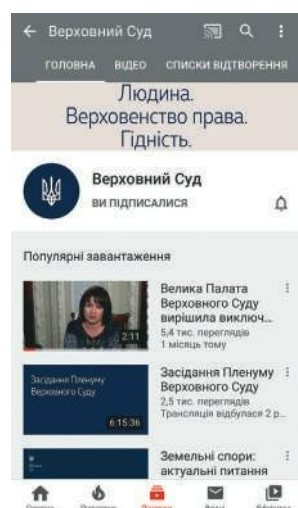 Верховний Суд
ГОЛОВНА ВІДЕО СПИСКИ ВІДТВОРЕННЯ
Людина.
Верховенство права.
Гідність.
Верховний Суд
ВИ ПІДПИСАЛИСЯ
Популярні завантаження
Велика Палата
Верховного Суду
вирішила виключ...
5,4 тис. переглядів
1 місяць тому
2:11
Засідання Пленуму
Верховного Суду
2,5 тис. переглядів
Трансляція відбулася 2 р...
Засідання Пленуму
Верховного Суду
6:15:36
Земельні спори:
актуальні питання